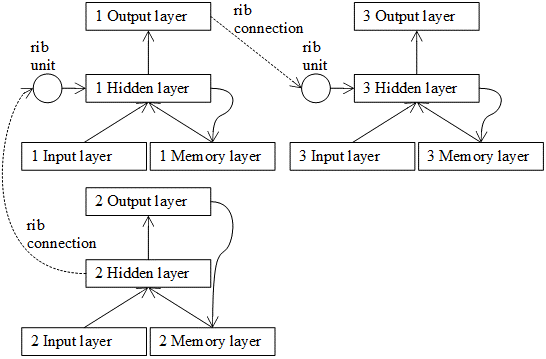 1 Output layer
rib
connection
3 Output layer
rib
unit
rib
unit
1 Hidden layer
3 Hidden layer
1 Input layer
1 Memory layer
3 Input layer
3 Memory layer
2 Output layer
rib
connection
2 Hidden layer
2 Input layer
2 Memory layer